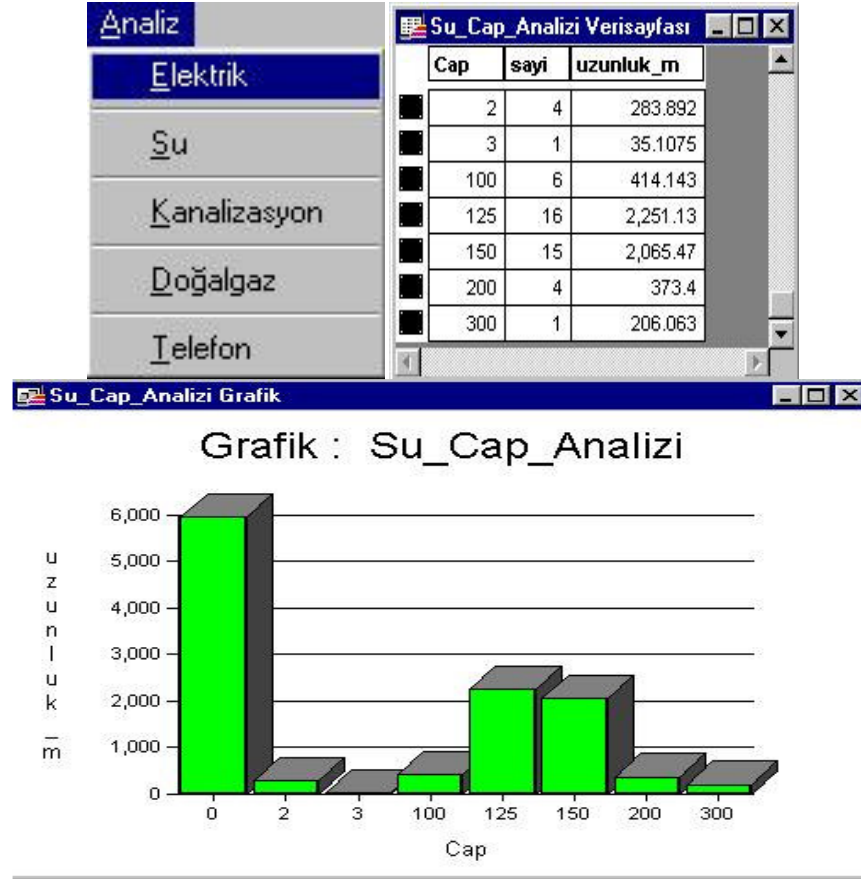 Analiz
Elektrik
Su
Kanalizasyon
Doğalgaz
Telefon
Su_Cap_Analizi Verisayfası
Cap sayi uzunluk_m
2 4 283.892
3 1 35.1075
100 6 414.143
125 16 2,251.13
150 15 2,065.47
200 4 373.4
300 1 206.063
Su_Cap_Analizi Grafik
Grafik : Su_Cap_Analizi
uzunluk_m
6,000
5,000
4,000
3,000
2,000
1,000
0
0 2 3 100 125 150 200 300
Cap